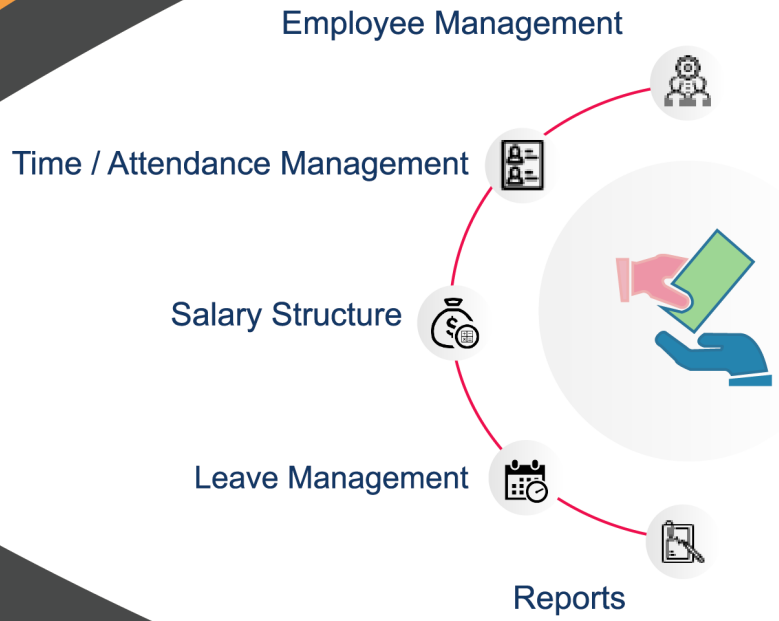 Employee Management
Time / Attendance Management
Salary Structure
Leave Management
Reports